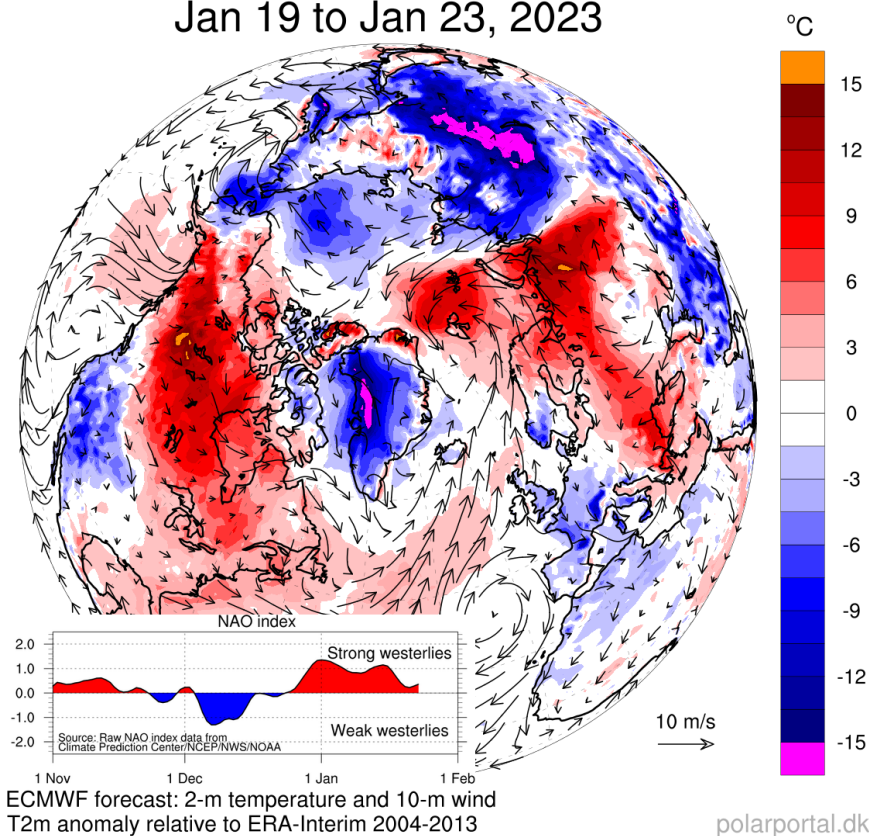 Jan 19 to Jan 23, 2023
°C
15
12
9
6
3
0
-3
-6
-9
-12
-15
NAO index
2.0
1.0
0.0
-1.0
-2.0
Strong westerlies
Weak westerlies
Source: Raw NAO index data from
Climate Prediction Center/NCEP/NWS/NOAA
1 Nov
1 Dec
1 Jan
1 Feb
10 m/s
ECMWF forecast: 2-m temperature and 10-m wind
T2m anomaly relative to ERA-Interim 2004-2013
polarportal.dk